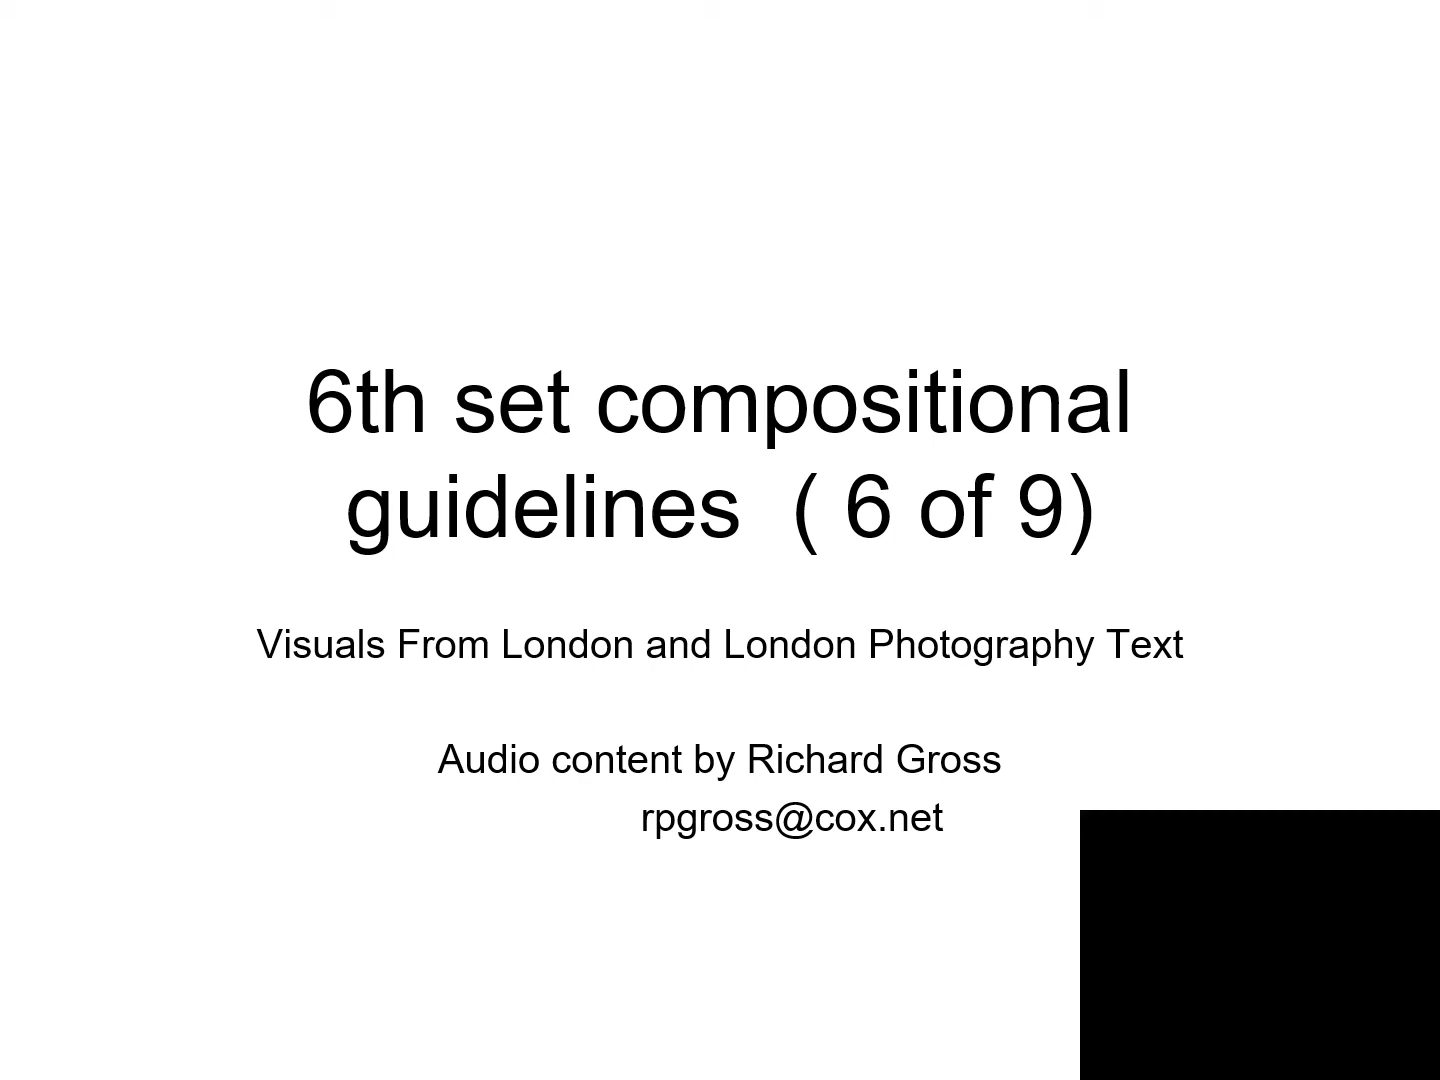 6th set compositional
guidelines  ( 6 of 9)
Visuals From London and London Photography Text
Audio content by Richard Gross
rpgross@cox.net